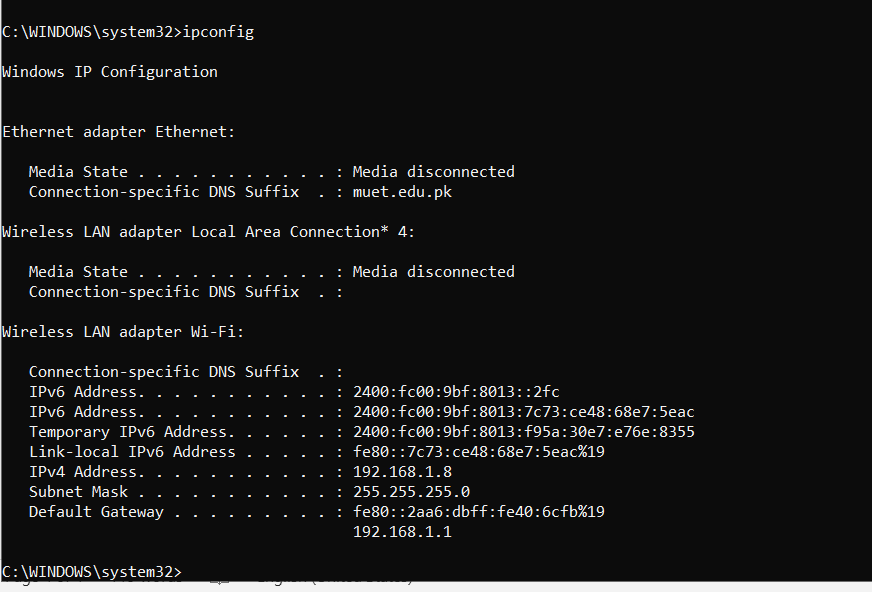 C:\WINDOWS\system32>ipconfig
Windows IP Configuration
Ethernet adapter Ethernet:
Media State . . . . . . . . . . . : Media disconnected
Connection-specific DNS Suffix  . : muet.edu.pk
Wireless LAN adapter Local Area Connection* 4:
Media State . . . . . . . . . . . : Media disconnected
Connection-specific DNS Suffix  . :
Wireless LAN adapter Wi-Fi:
Connection-specific DNS Suffix  . :
IPv6 Address. . . . . . . . . . . : 2400:fc00:9bf:8013::2fc
IPv6 Address. . . . . . . . . . . : 2400:fc00:9bf:8013:7c73:ce48:68e7:5eac
Temporary IPv6 Address. . . . . . : 2400:fc00:9bf:8013:f95a:30e7:e76e:8355
Link-local IPv6 Address . . . . . : fe80::7c73:ce48:68e7:5eac%19
IPv4 Address. . . . . . . . . . . : 192.168.1.8
Subnet Mask . . . . . . . . . . . : 255.255.255.0
Default Gateway . . . . . . . . . : fe80::2aa6:dbff:fe40:6cfb%19
192.168.1.1
C:\WINDOWS\system32>